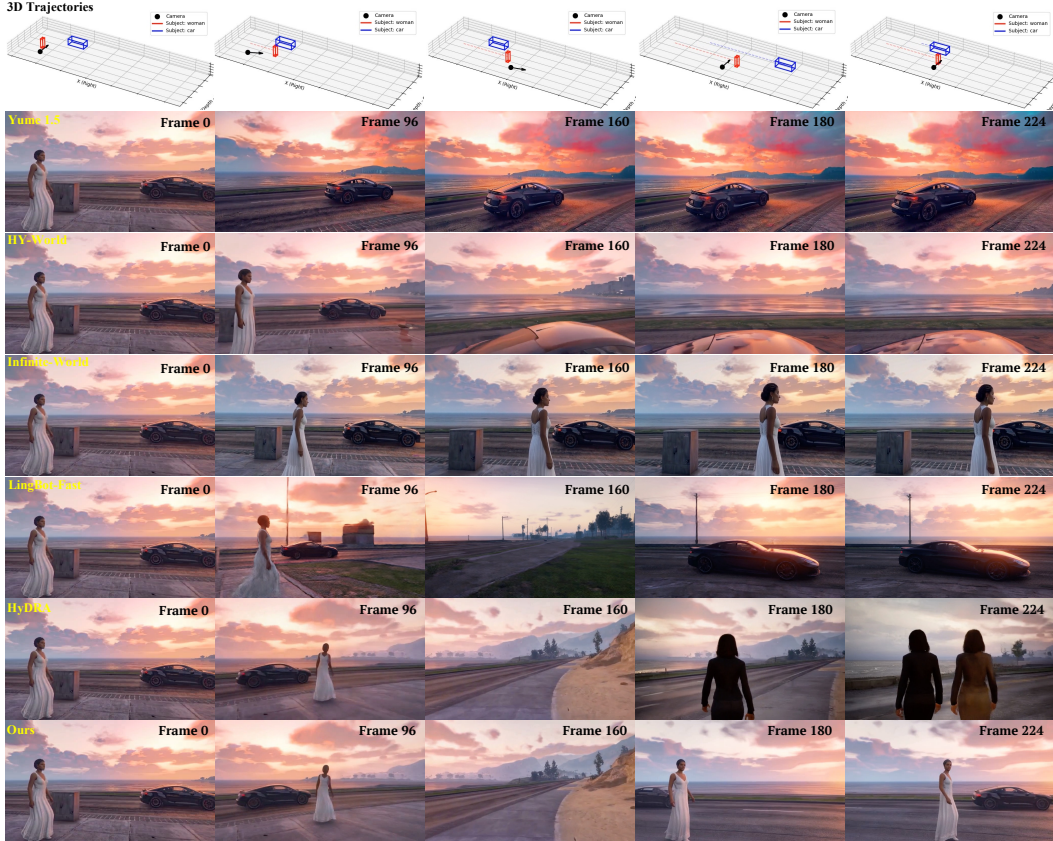 3D Trajectories
Camera
Subject: woman
Subject: car
Camera
Subject: woman
Subject: car
Camera
Subject: woman
Subject: car
Camera
Subject: woman
Subject: car
Camera
Subject: woman
Subject: car
X (Right)
X (Right)
X (Right)
X (Right)
X (Right)
Yume 1.5
Frame 0
Frame 96
Frame 160
Frame 180
Frame 224
HY-World
Frame 0
Frame 96
Frame 160
Frame 180
Frame 224
Infinite-World
Frame 0
Frame 96
Frame 160
Frame 180
Frame 224
LingBot-Fast
Frame 0
Frame 96
Frame 160
Frame 180
Frame 224
HyDRA
Frame 0
Frame 96
Frame 160
Frame 180
Frame 224
Ours
Frame 0
Frame 96
Frame 160
Frame 180
Frame 224